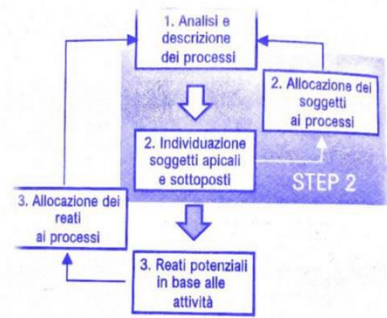 1. Analisi e
descrizione
dei processi
2. Allocazione dei
soggetti
ai processi
2. Individuazione
soggetti apicali
e sottoposti
STEP 2
3. Allocazione dei
reati
ai processi
3. Reati potenziali
in base alle
attività